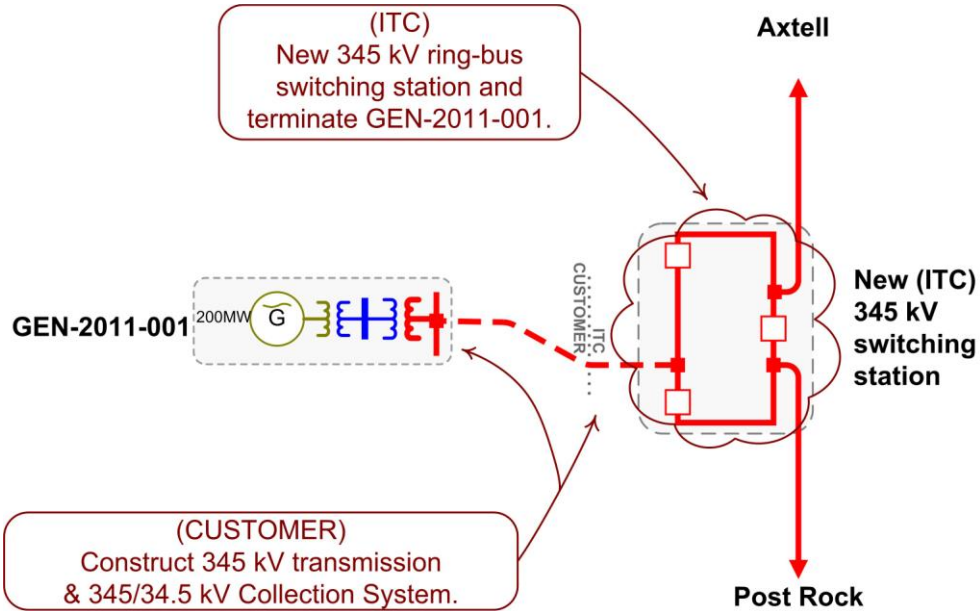 (ITC)
New 345 kV ring-bus
switching station and
terminate GEN-2011-001.
Axtell
GEN-2011-001
200MW
G
CUSTOMER
ITC
New (ITC)
345 kV
switching
station
(CUSTOMER)
Construct 345 kV transmission
& 345/34.5 kV Collection System.
Post Rock